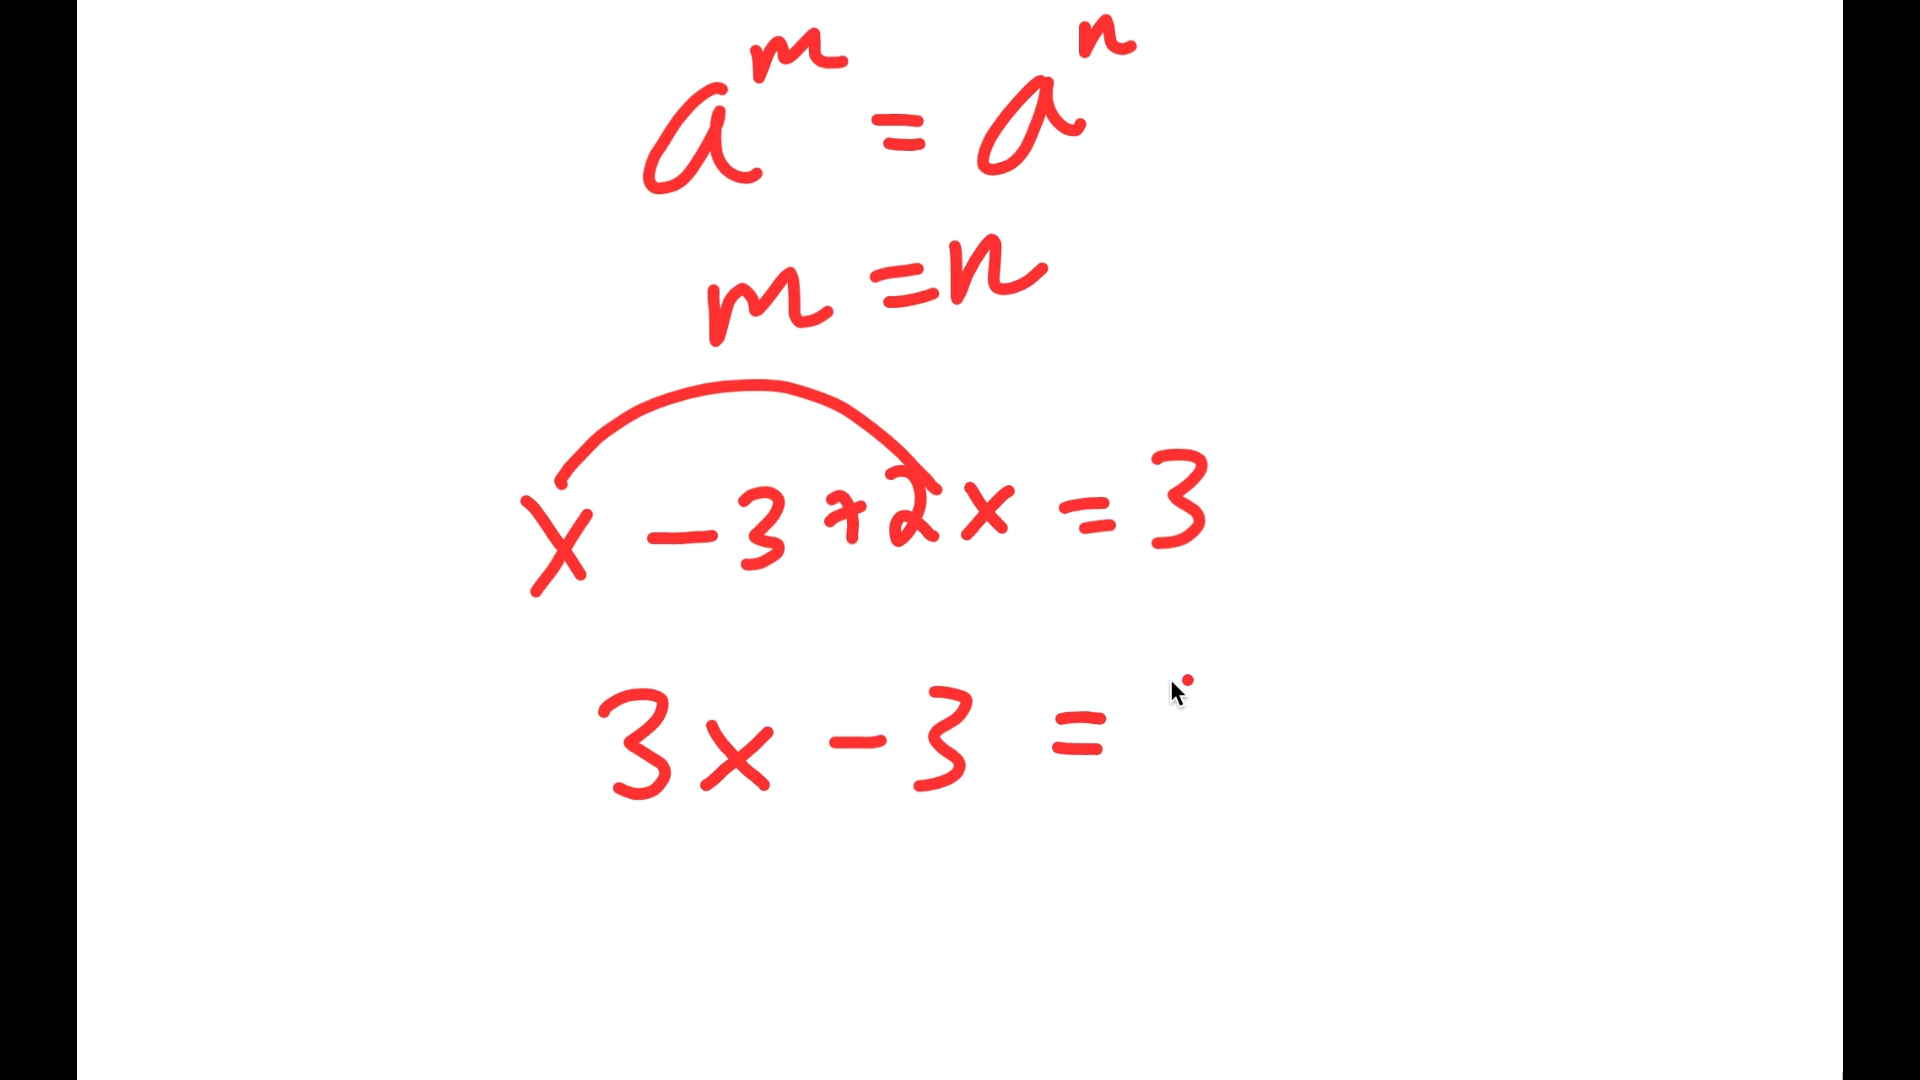 a^m = a^n
m = n
x - 3 + 2x = 3
3x - 3 =